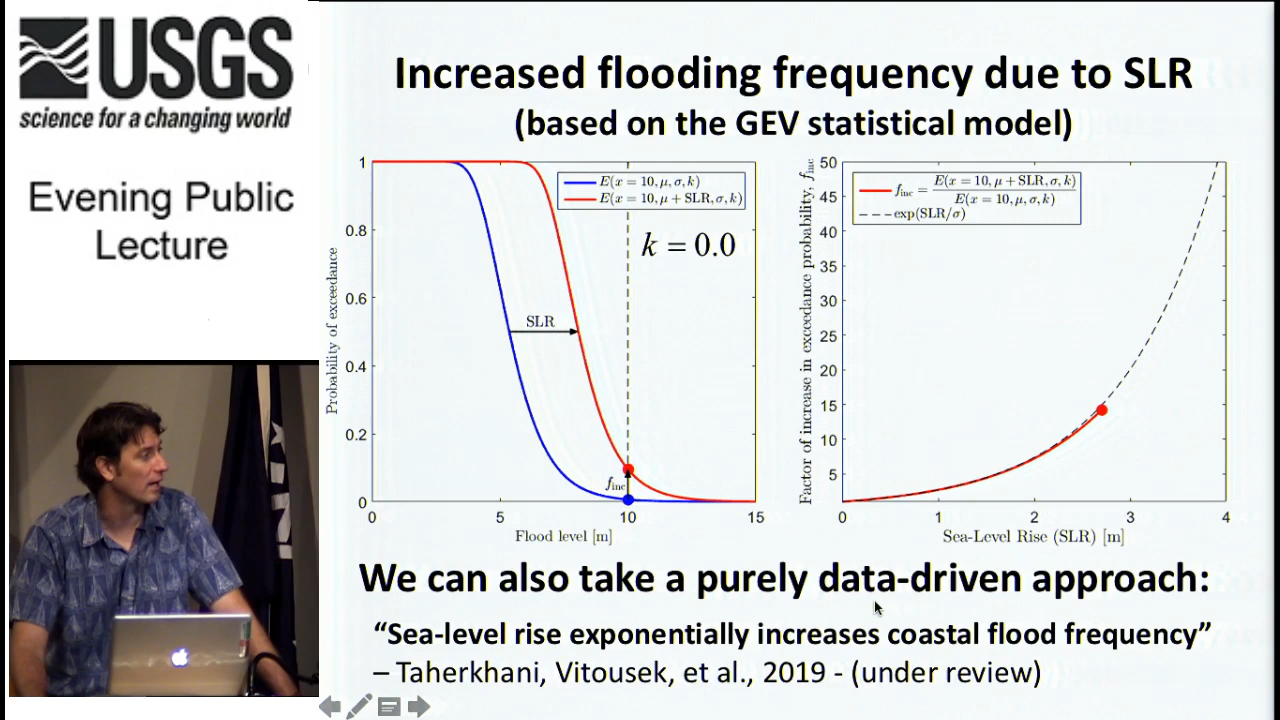 USGS
science for a changing world
Evening Public
Lecture
Increased flooding frequency due to SLR
(based on the GEV statistical model)
1
0.8
0.6
0.4
0.2
0
0 5 10 15
Probability of exceedance
Flood level [m]
E(x = 10, μ, σ, k)
E(x = 10, μ + SLR, σ, k)
k = 0.0
SLR
f_inc
50
45
40
35
30
25
20
15
10
5
0 1 2 3 4
Factor of increase in exceedance probability, f_inc
Sea-Level Rise (SLR) [m]
f_inc = E(x = 10, μ + SLR, σ, k) / E(x = 10, μ, σ, k)
exp(SLR/σ)
We can also take a purely data-driven approach:
“Sea-level rise exponentially increases coastal flood frequency”
– Taherkhani, Vitousek, et al., 2019 - (under review)